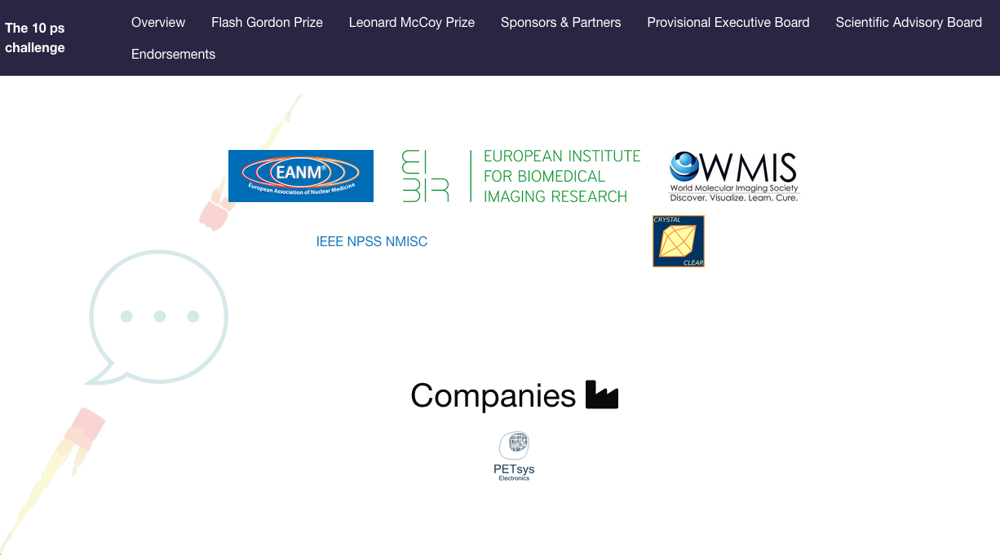 The 10 ps
challenge
Overview
Flash Gordon Prize
Leonard McCoy Prize
Sponsors & Partners
Provisional Executive Board
Scientific Advisory Board
Endorsements
EANM®
European Association of Nuclear Medicine
EI
BIR
EUROPEAN INSTITUTE
FOR BIOMEDICAL
IMAGING RESEARCH
WMIS
World Molecular Imaging Society
Discover. Visualize. Learn. Cure.
IEEE NPSS NMISC
CRYSTAL
CLEAR
Companies
PETsys
Electronics